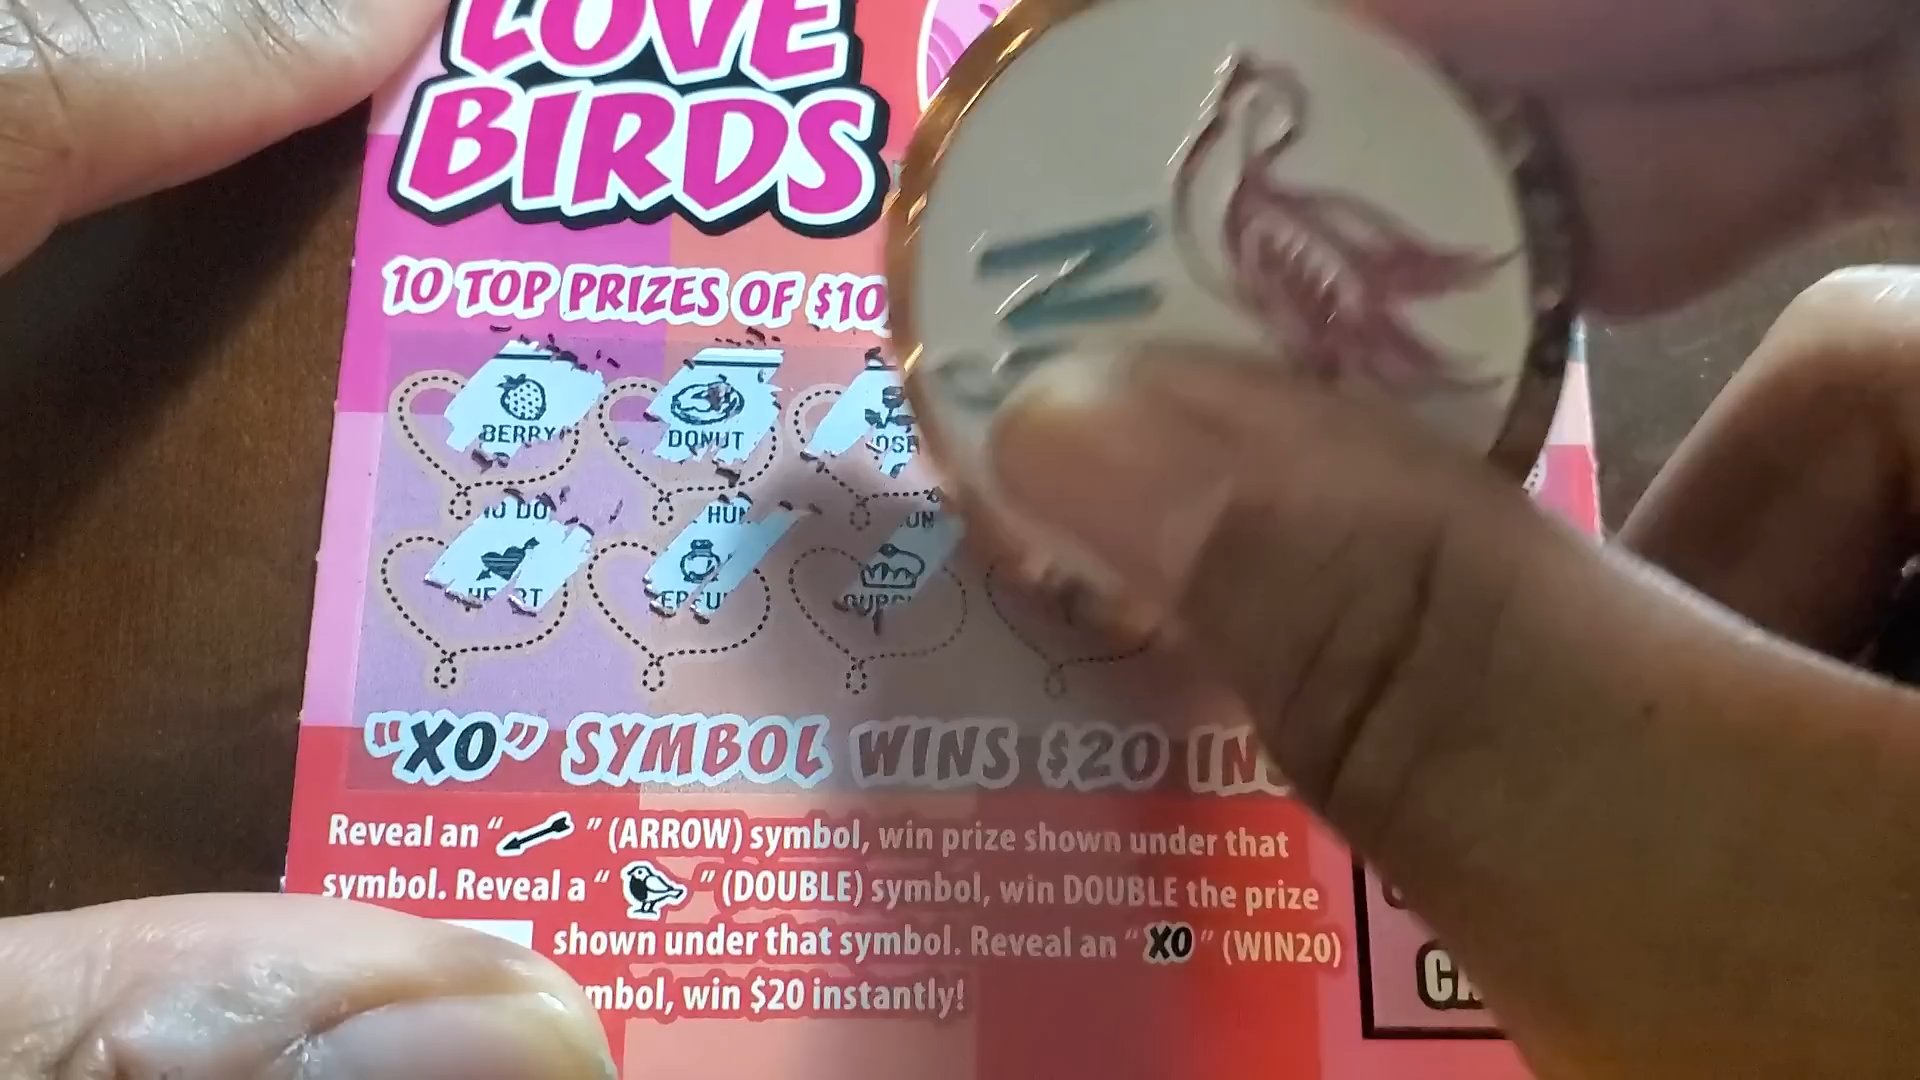 LOVE
BIRDS
10 TOP PRIZES OF $10
BERRY DONUT
HEART
"XO" SYMBOL WINS $20
Reveal an " " (ARROW) symbol, win prize shown under that
symbol. Reveal a " " (DOUBLE) symbol, win DOUBLE the prize
shown under that symbol. Reveal an "XO" (WIN20)
win $20 instantly!